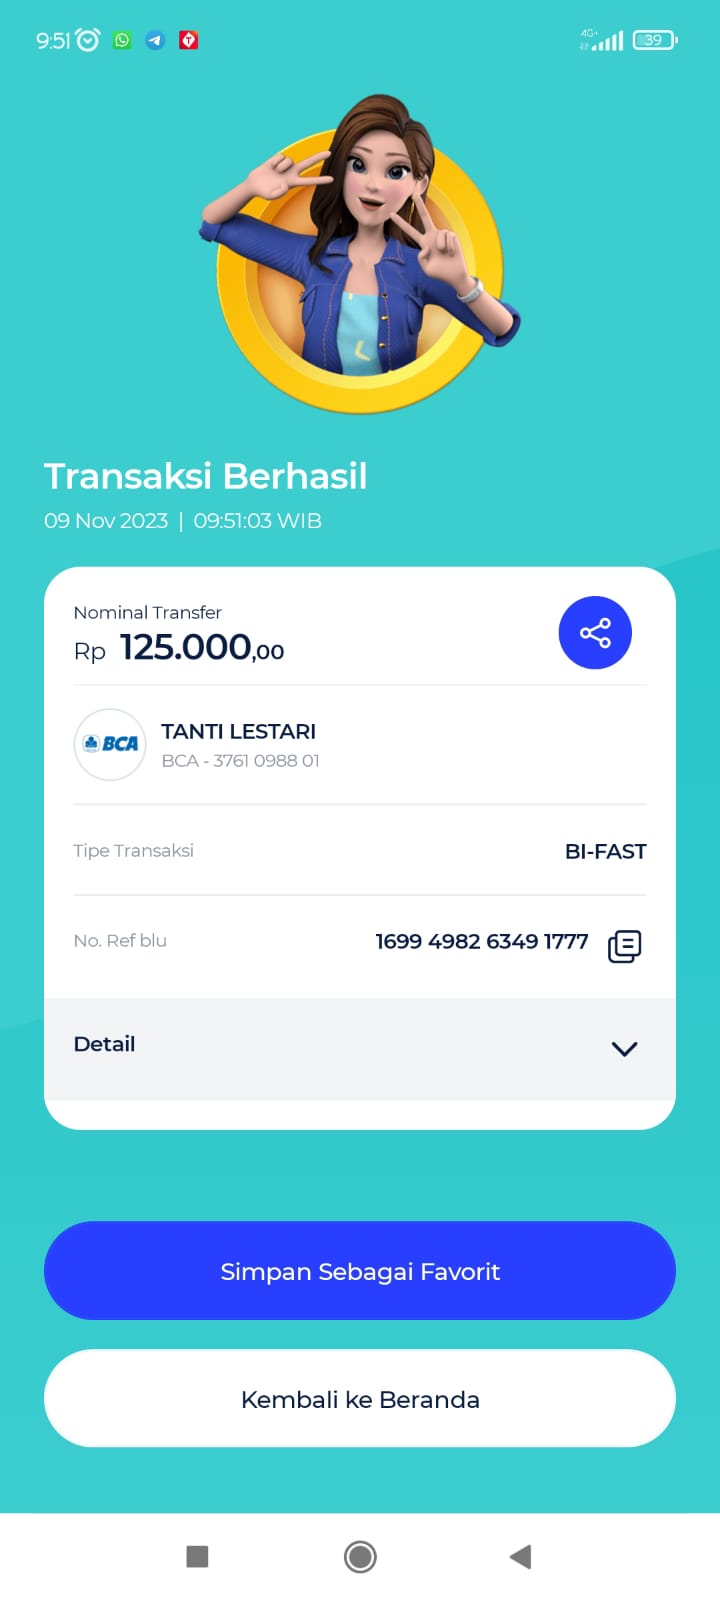 9:51
4G+
39
Transaksi Berhasil
09 Nov 2023 | 09:51:03 WIB
Nominal Transfer
Rp 125.000,00
BCA
TANTI LESTARI
BCA - 3761 0988 01
Tipe Transaksi
BI-FAST
No. Ref blu
1699 4982 6349 1777
Detail
Simpan Sebagai Favorit
Kembali ke Beranda